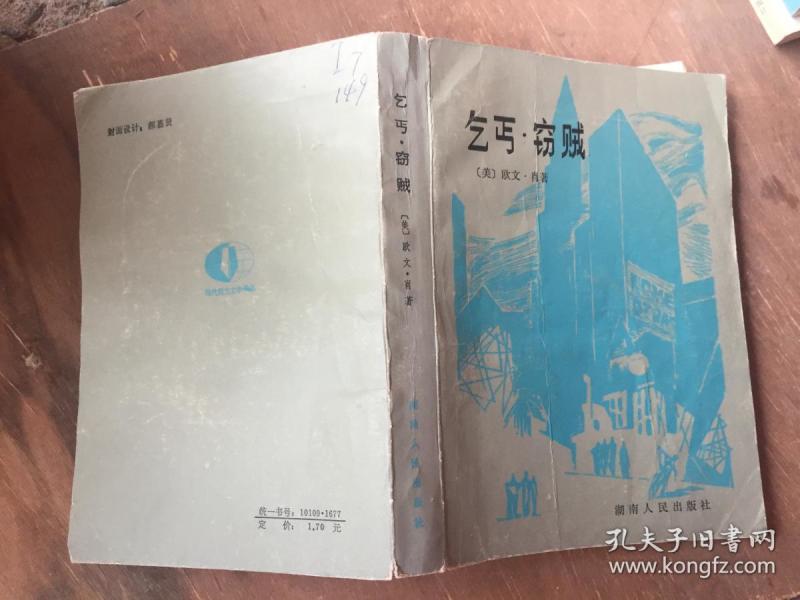 I7
149
封面设计：郝嘉贤
统一书号：10109·1677
定 价：1.70 元
乞丐·窃贼
〔美〕欧文·肖著
湖南人民出版社
乞丐·窃贼
〔美〕欧文·肖著
湖南人民出版社
孔夫子旧书网
www.kongfz.com